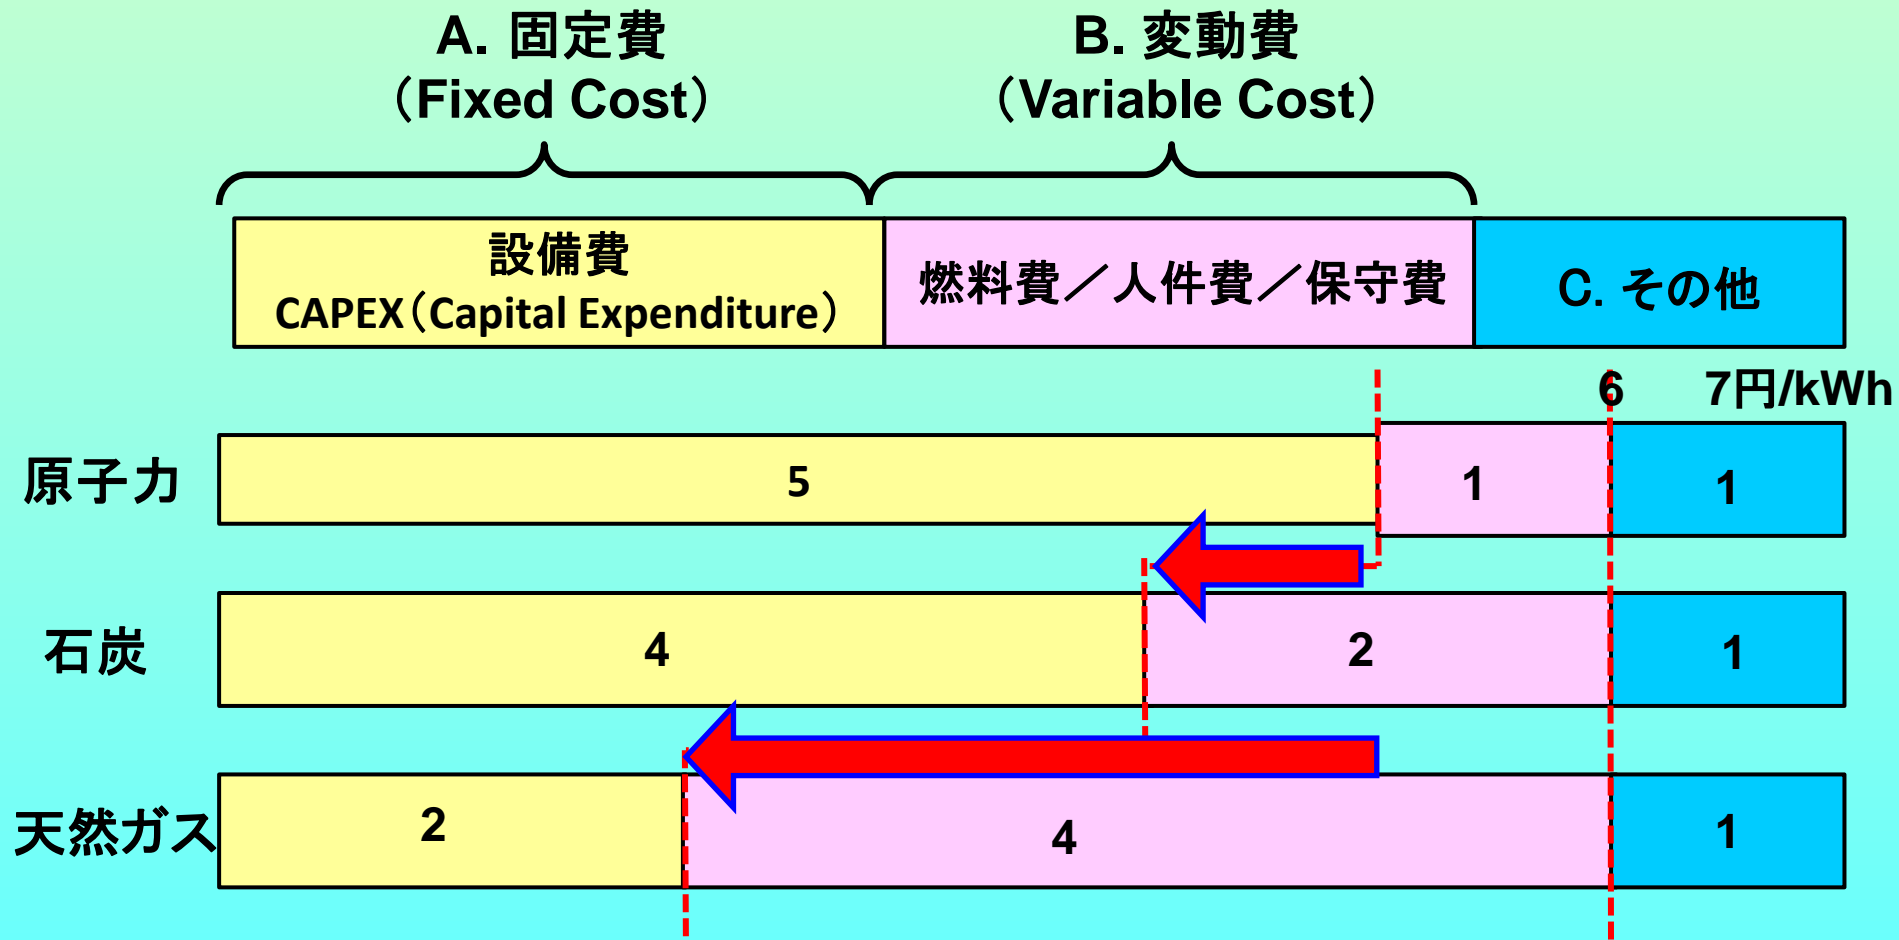 A. 固定費
（Fixed Cost）
B. 変動費
（Variable Cost）
設備費
CAPEX（Capital Expenditure）
燃料費／人件費／保守費
C. その他
6
7円/kWh
原子力
5
1
1
石炭
4
2
1
天然ガス
2
4
1